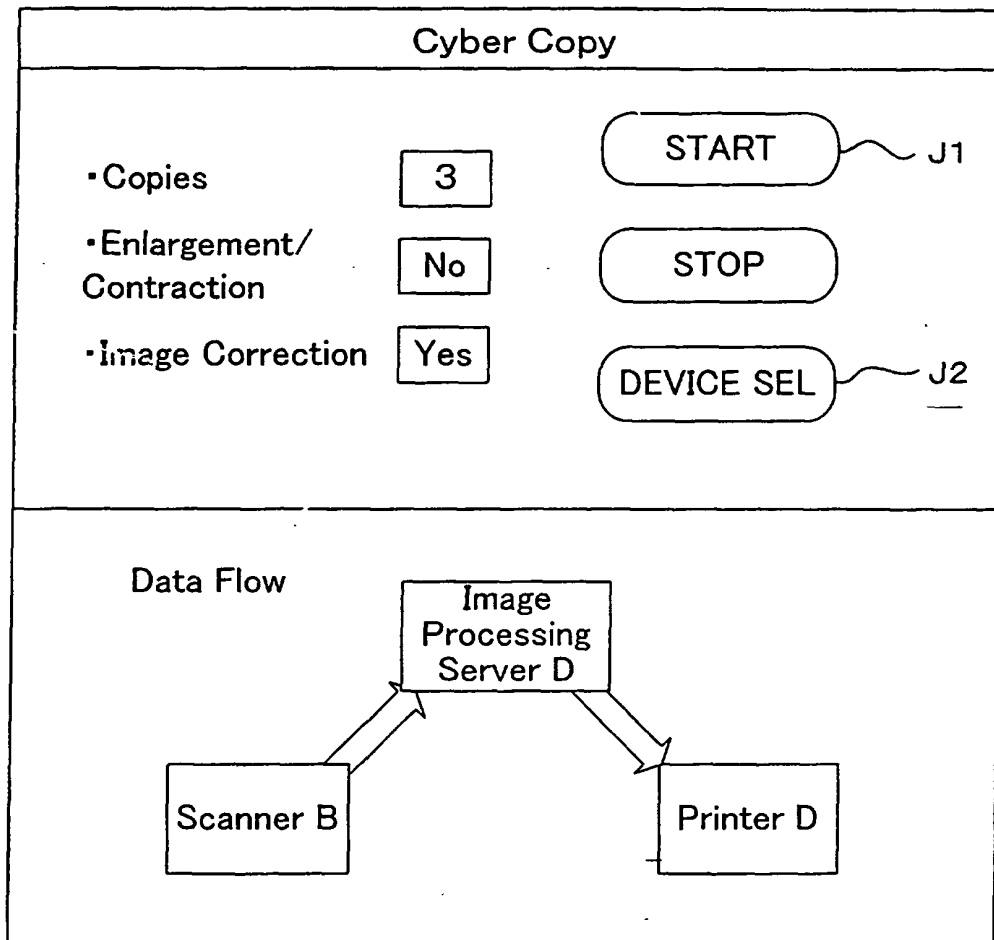 Cyber Copy
・Copies
3
START
J1
・Enlargement/
Contraction
No
STOP
・Image Correction
Yes
DEVICE SEL
J2
Data Flow
Image
Processing
Server D
Scanner B
Printer D